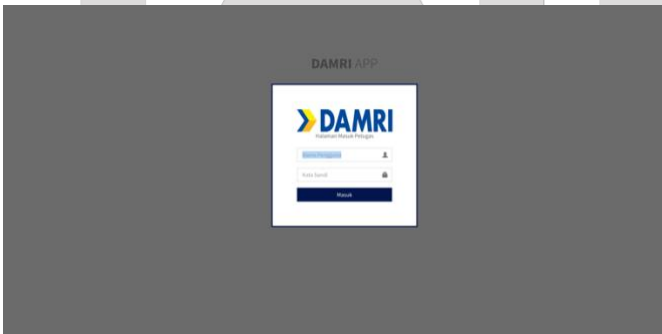 DAMRI APP
DAMRI
Halaman Masuk Petugas
Nama Pengguna
Kata Sandi
Masuk